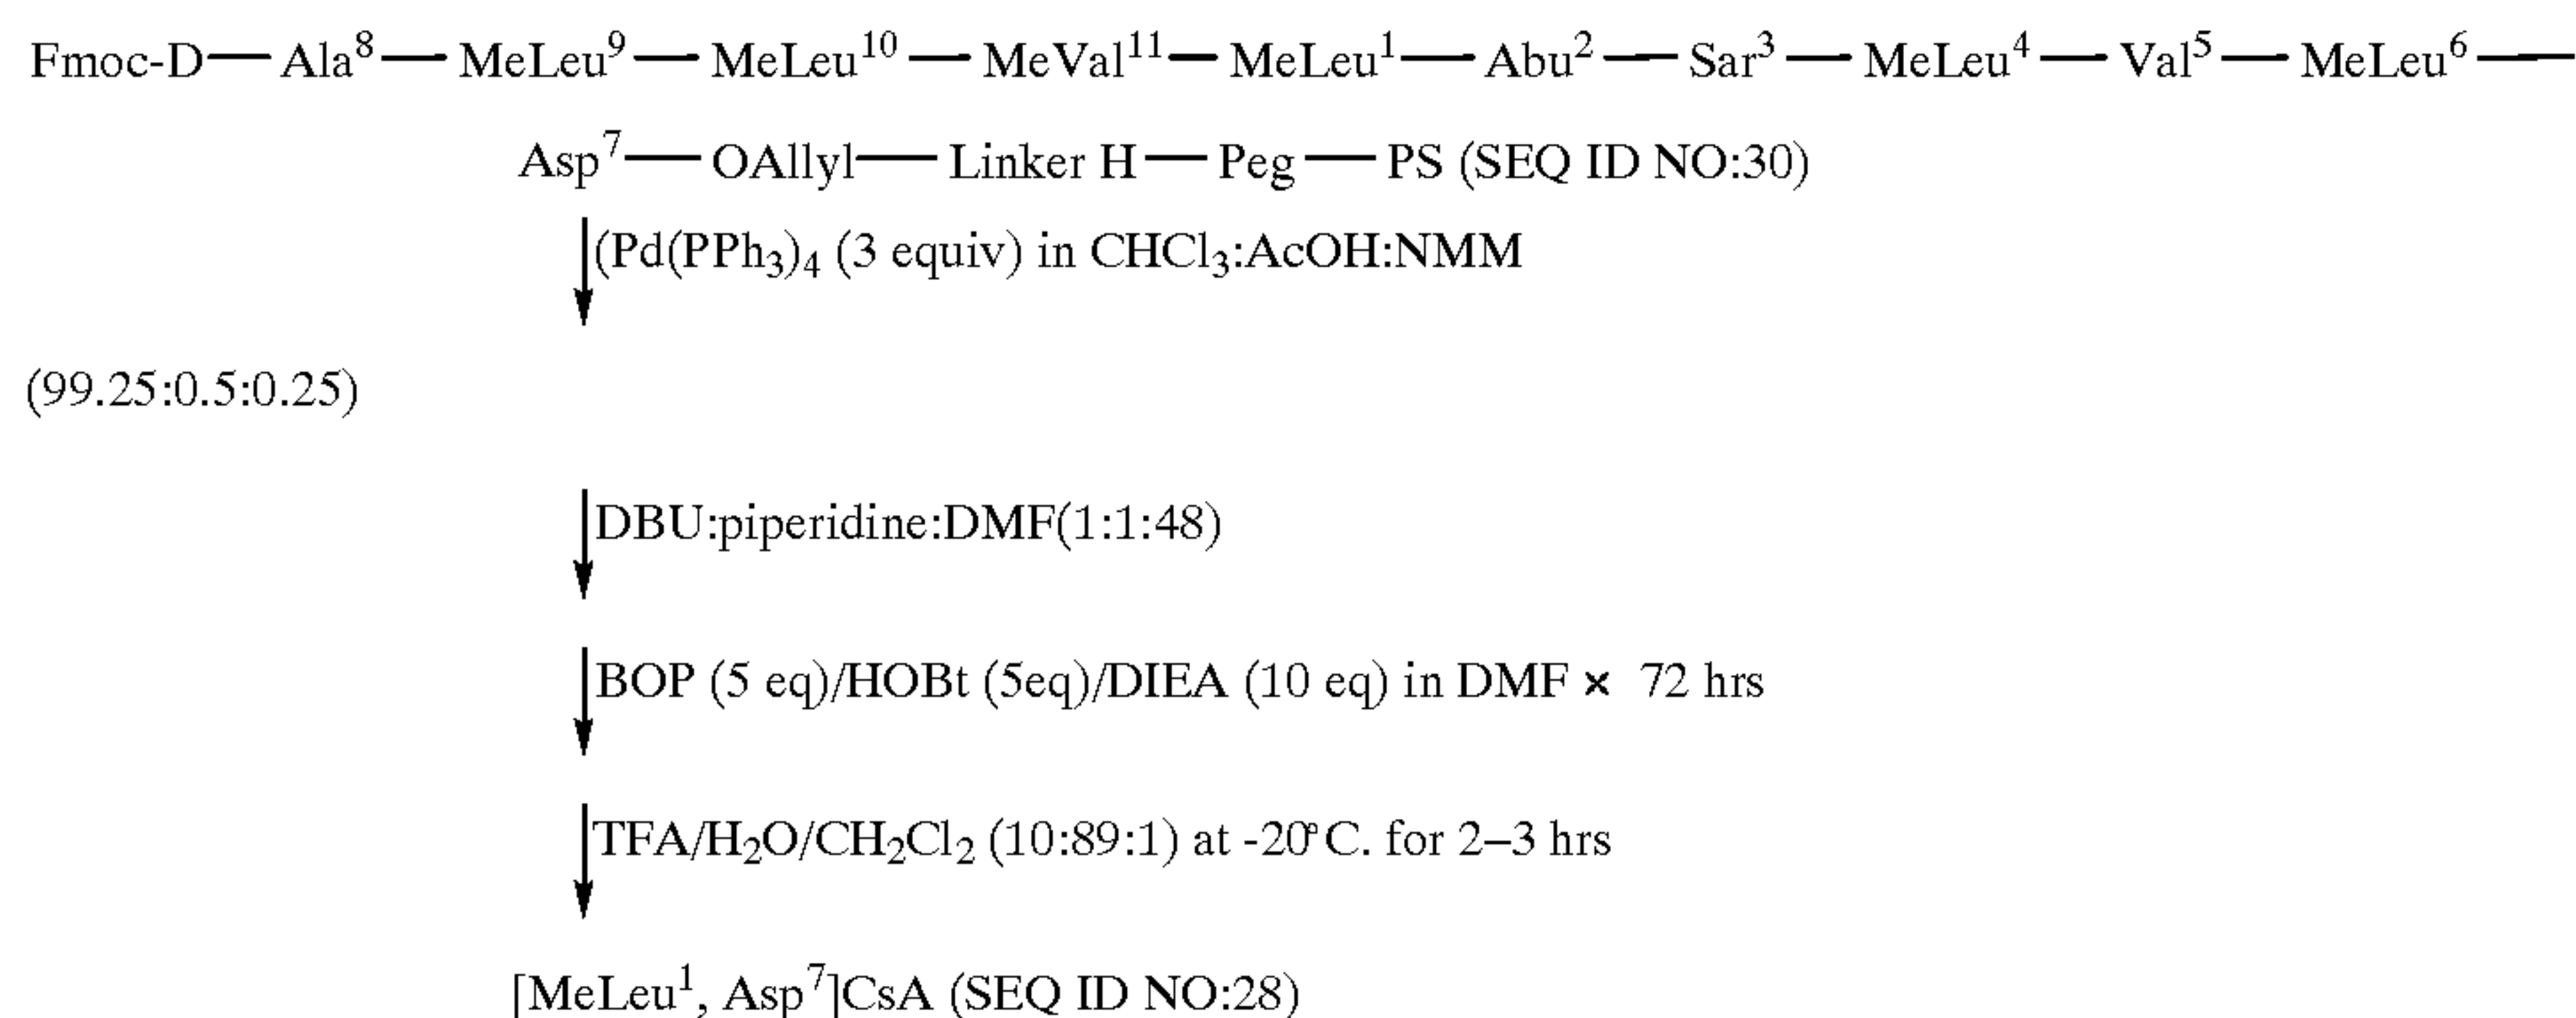 Fmoc-D—Ala⁸—MeLeu⁹—MeLeu¹⁰—MeVal¹¹—MeLeu¹—Abu²—Sar³—MeLeu⁴—Val⁵—MeLeu⁶—
Asp⁷—OAllyl—Linker H—Peg—PS (SEQ ID NO:30)
(Pd(PPh₃)₄ (3 equiv) in CHCl₃:AcOH:NMM
(99.25:0.5:0.25)
DBU:piperidine:DMF(1:1:48)
BOP (5 eq)/HOBt (5eq)/DIEA (10 eq) in DMF × 72 hrs
TFA/H₂O/CH₂Cl₂ (10:89:1) at -20° C. for 2–3 hrs
[MeLeu¹, Asp⁷]CsA (SEQ ID NO:28)